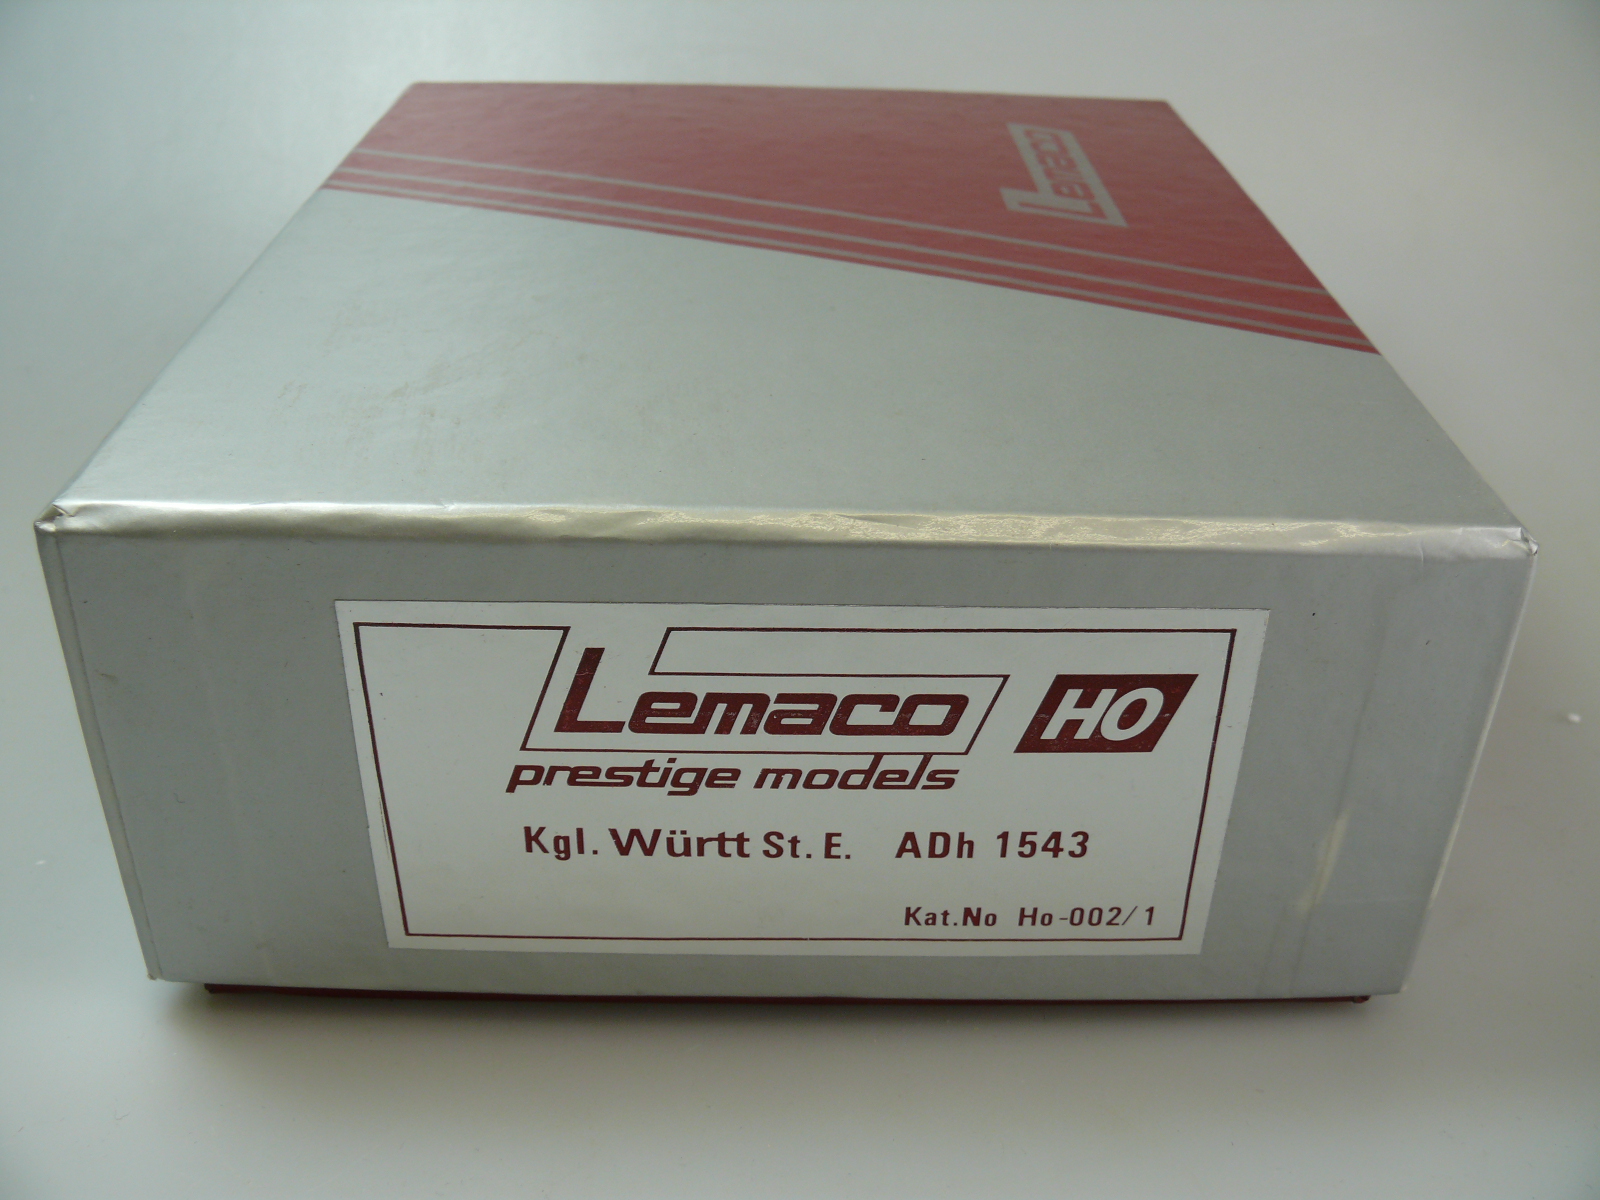 Lemaco
Lemaco HO
prestige models
Kgl. Württ St. E. ADh 1543
Kat.No Ho-002/1